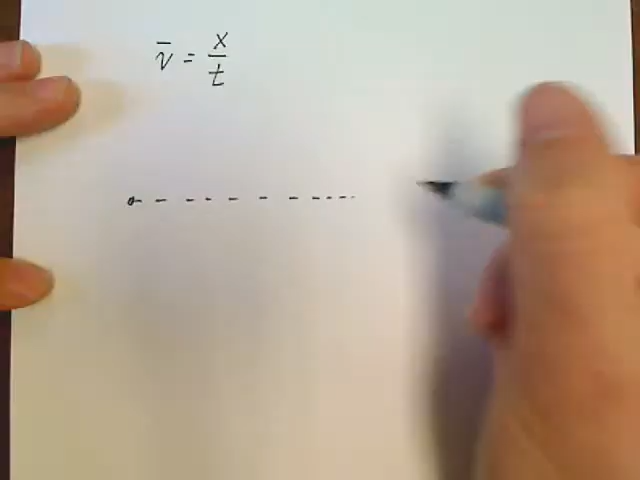 v̄ = x/t